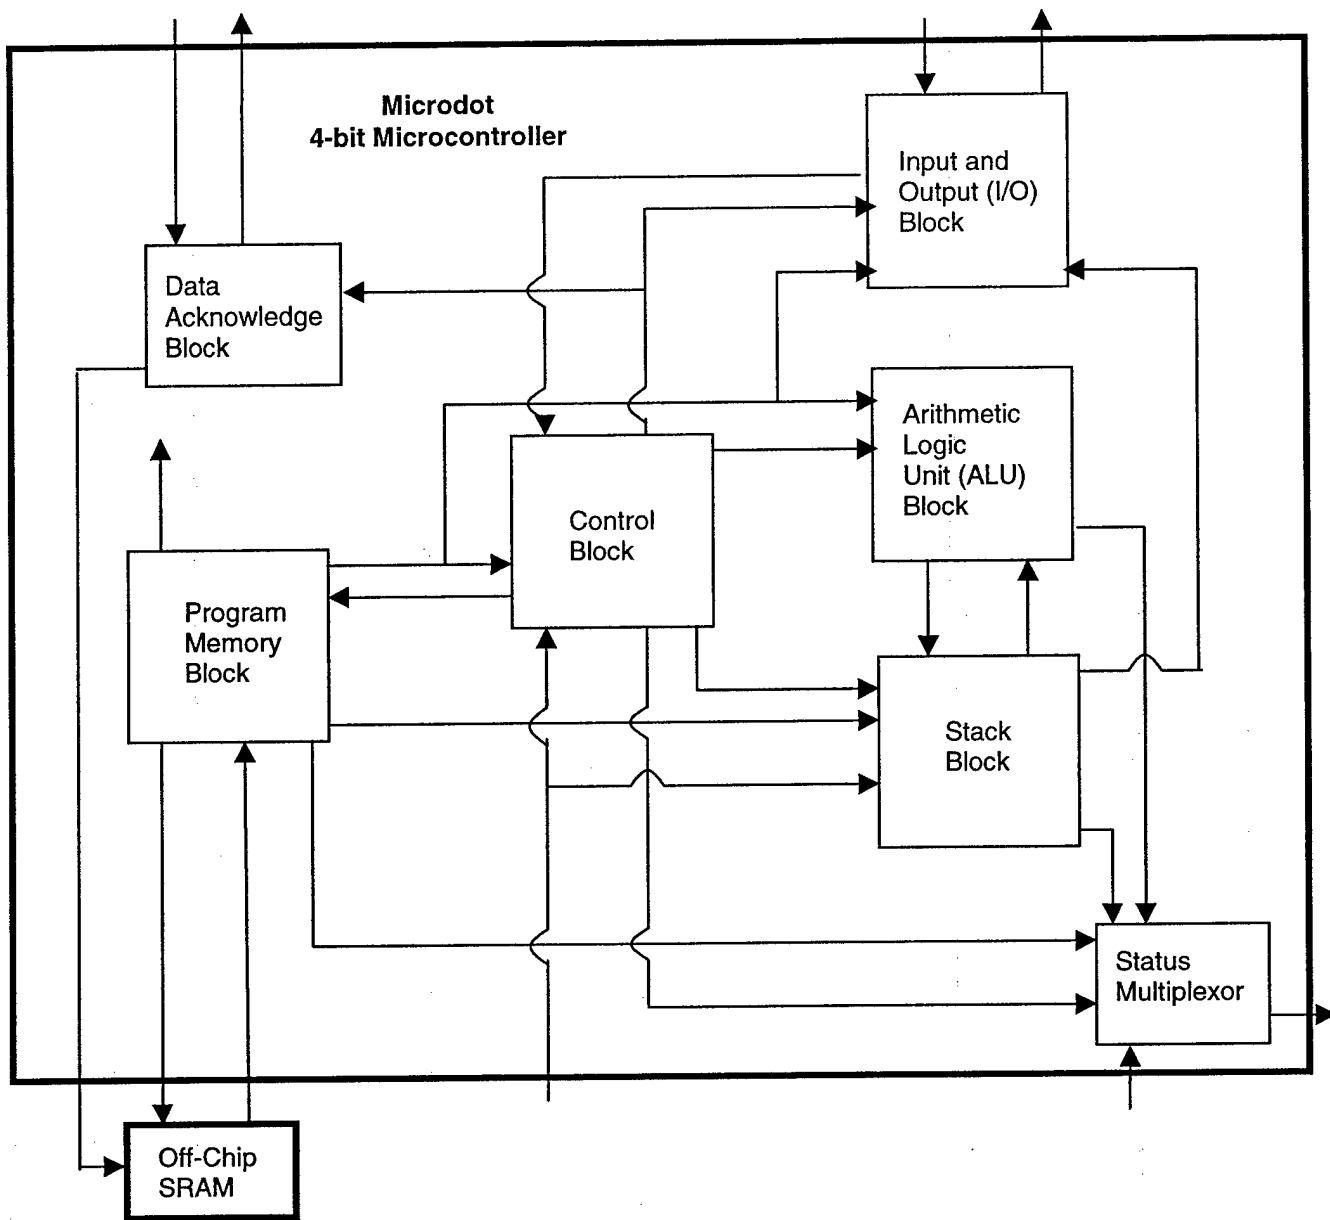 Microdot
4-bit Microcontroller
Input and
Output (I/O)
Block
Data
Acknowledge
Block
Arithmetic
Logic
Unit (ALU)
Block
Control
Block
Program
Memory
Block
Stack
Block
Status
Multiplexor
Off-Chip
SRAM